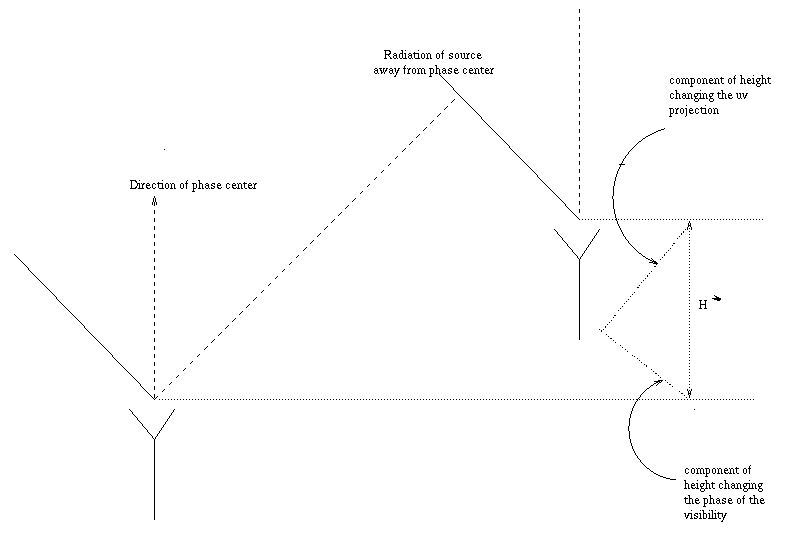 Radiation of source
away from phase center
component of height
changing the uv
projection
Direction of phase center
H
component of
height changing
the phase of the
visibility